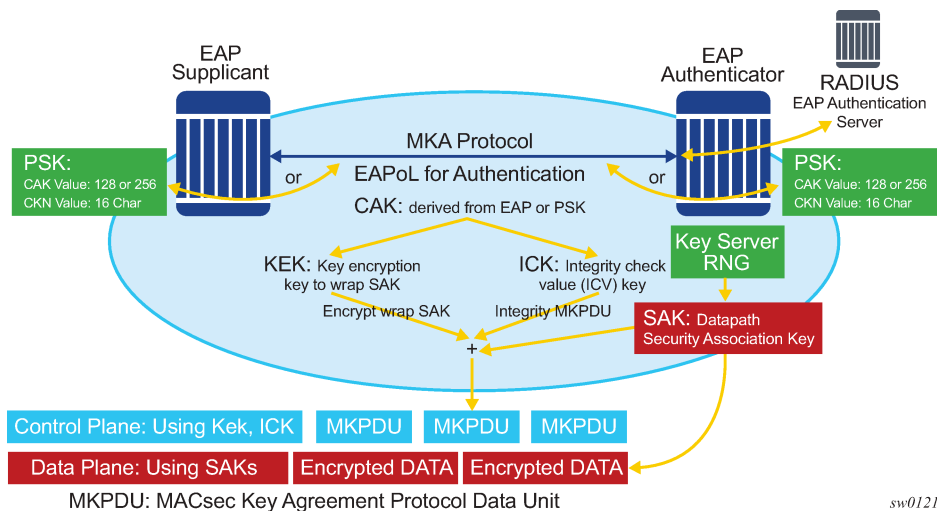 EAP
Supplicant
EAP
Authenticator
RADIUS
EAP Authentication
Server
MKA Protocol
PSK:
CAK Value: 128 or 256
CKN Value: 16 Char
or
EAPoL for Authentication
or
PSK:
CAK Value: 128 or 256
CKN Value: 16 Char
CAK: derived from EAP or PSK
KEK: Key encryption
key to wrap SAK
ICK: Integrity check
value (ICV) key
Key Server
RNG
Encrypt wrap SAK
Integrity MKPDU
SAK: Datapath
Security Association Key
+
Control Plane: Using Kek, ICK
MKPDU
MKPDU
MKPDU
Data Plane: Using SAKs
Encrypted DATA
Encrypted DATA
MKPDU: MACsec Key Agreement Protocol Data Unit
sw0121